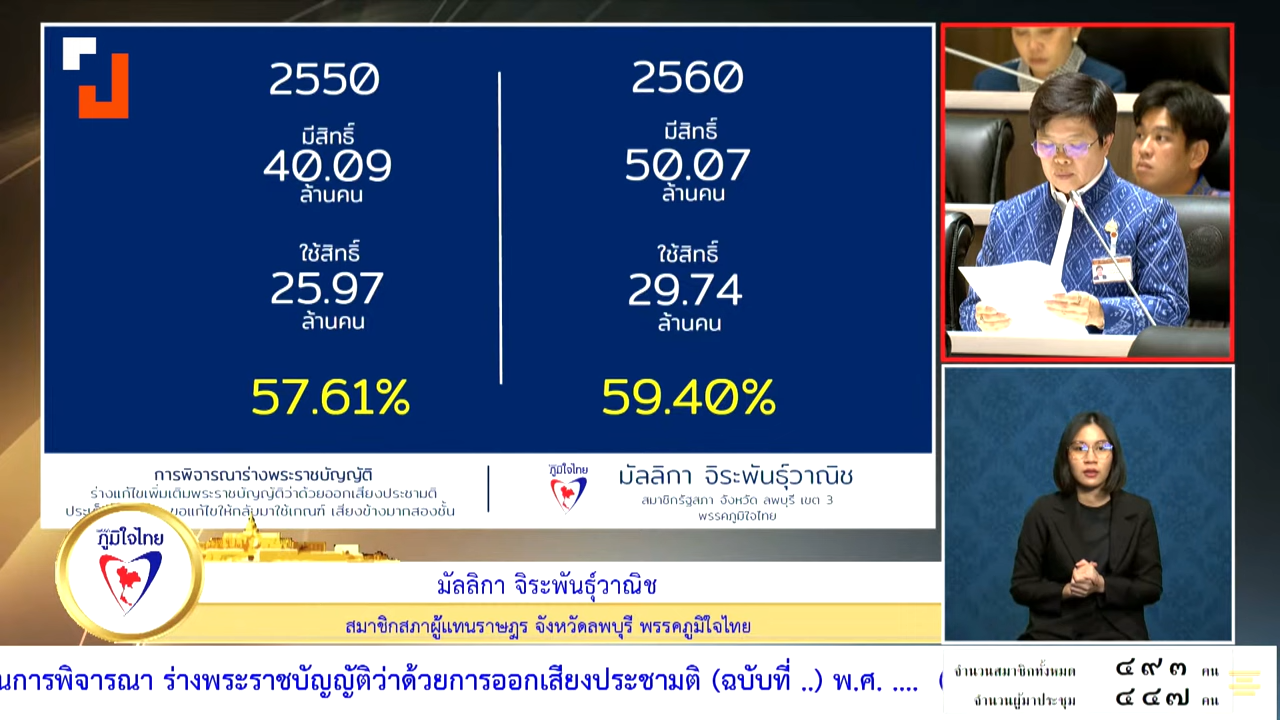 2550
มีสิทธิ์
40.09
ล้านคน
ใช้สิทธิ์
25.97
ล้านคน
57.61%
2560
มีสิทธิ์
50.07
ล้านคน
ใช้สิทธิ์
29.74
ล้านคน
59.40%
การพิจารณาร่างพระราชบัญญัติ
ร่างแก้ไขเพิ่มเติมพระราชบัญญัติว่าด้วยออกเสียงประชามติ
ขอแก้ไขให้กลับมาใช้เกณฑ์ เสียงข้างมากสองชั้น
ภูมิใจไทย
มัลลิกา จิระพันธุ์วาณิช
สมาชิกรัฐสภา จังหวัด ลพบุรี เขต 3
พรรคภูมิใจไทย
ภูมิใจไทย
มัลลิกา จิระพันธุ์วาณิช
สมาชิกสภาผู้แทนราษฎร จังหวัดลพบุรี พรรคภูมิใจไทย
นการพิจารณา ร่างพระราชบัญญัติว่าด้วยการออกเสียงประชามติ (ฉบับที่ ..) พ.ศ. .... (
จำนวนสมาชิกทั้งหมด ๔๙๓ คน
จำนวนผู้มาประชุม ๔๔๗ คน